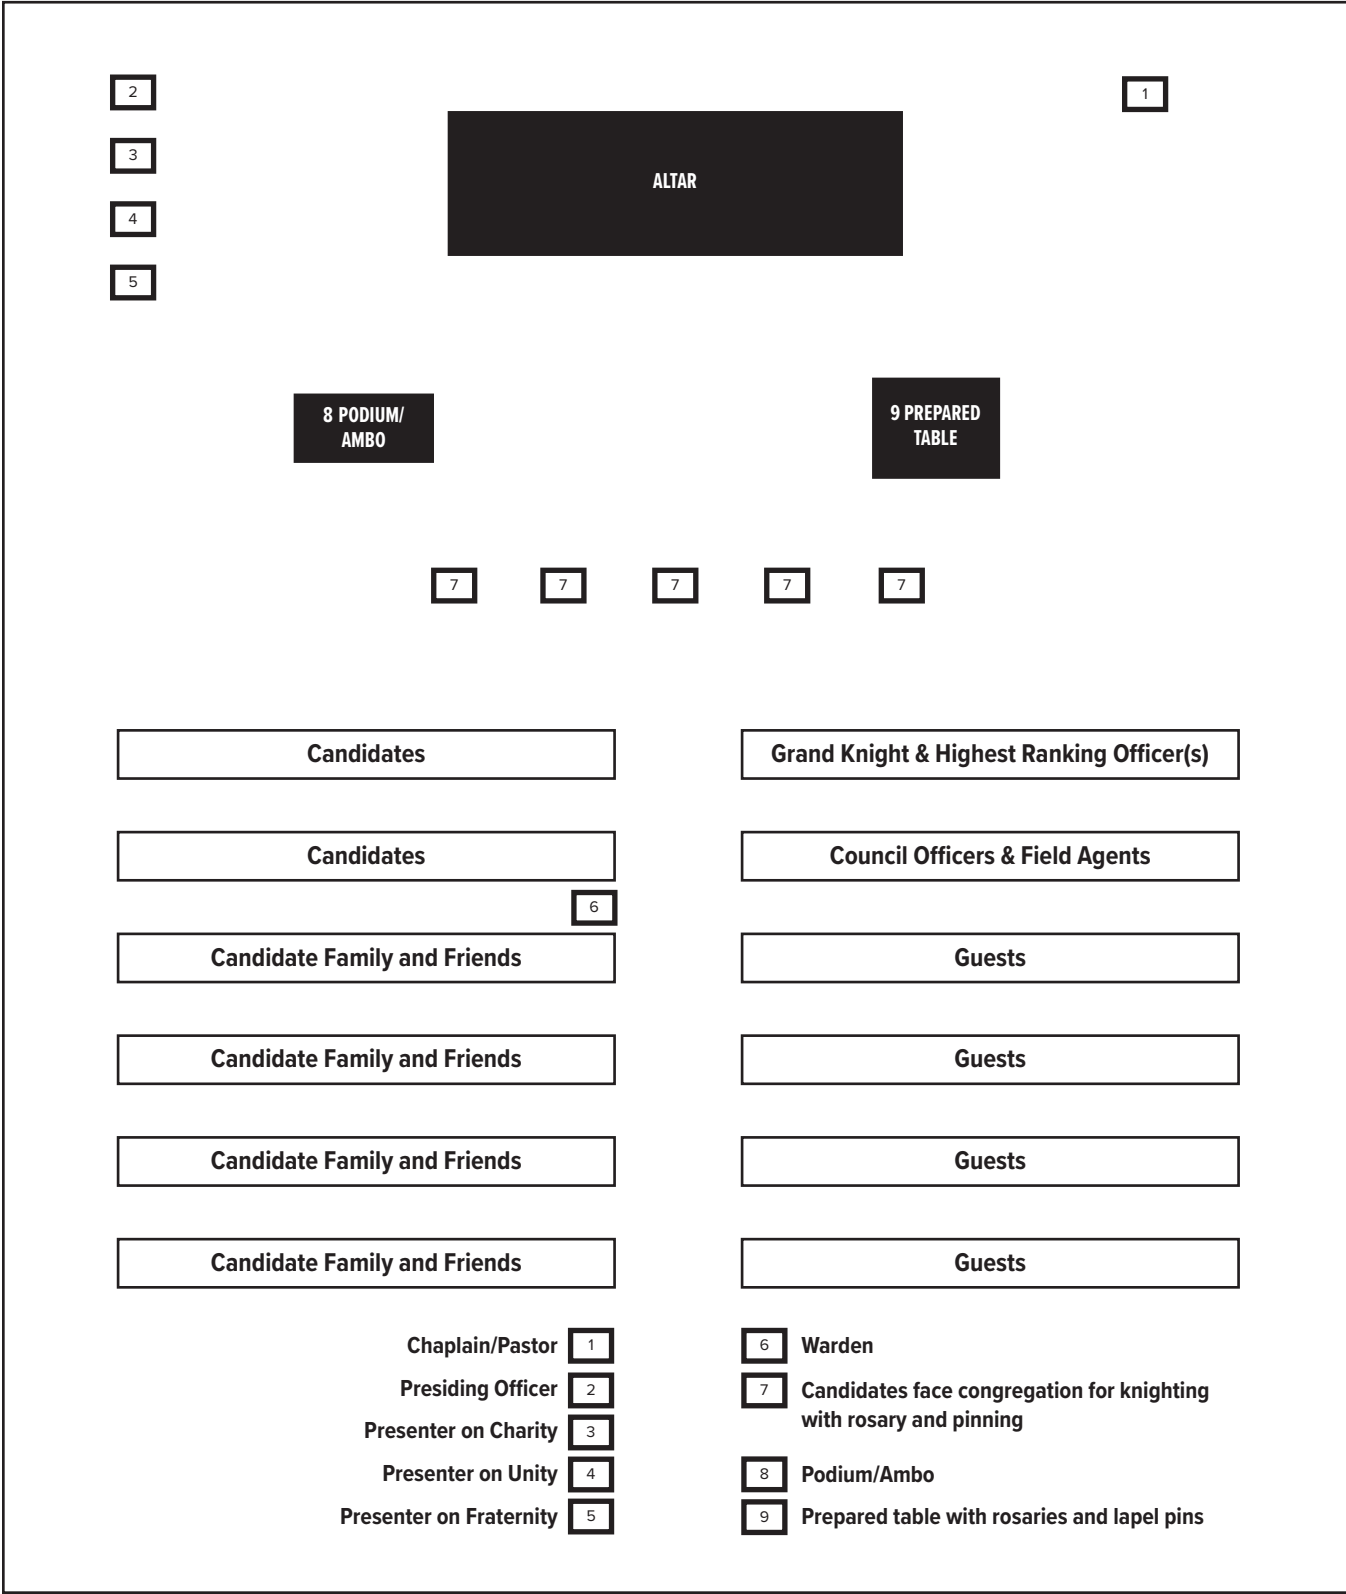 2
1
3
ALTAR
4
5
8 PODIUM/
AMBO
9 PREPARED
TABLE
7 7 7 7 7
Candidates
Grand Knight & Highest Ranking Officer(s)
Candidates
Council Officers & Field Agents
6
Candidate Family and Friends
Guests
Candidate Family and Friends
Guests
Candidate Family and Friends
Guests
Candidate Family and Friends
Guests
Chaplain/Pastor 1
Presiding Officer 2
Presenter on Charity 3
Presenter on Unity 4
Presenter on Fraternity 5
6 Warden
7 Candidates face congregation for knighting
with rosary and pinning
8 Podium/Ambo
9 Prepared table with rosaries and lapel pins